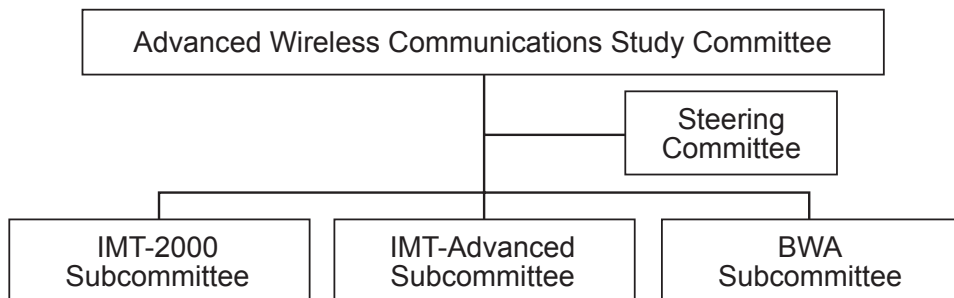 Advanced Wireless Communications Study Committee
Steering
Committee
IMT-2000
Subcommittee
IMT-Advanced
Subcommittee
BWA
Subcommittee